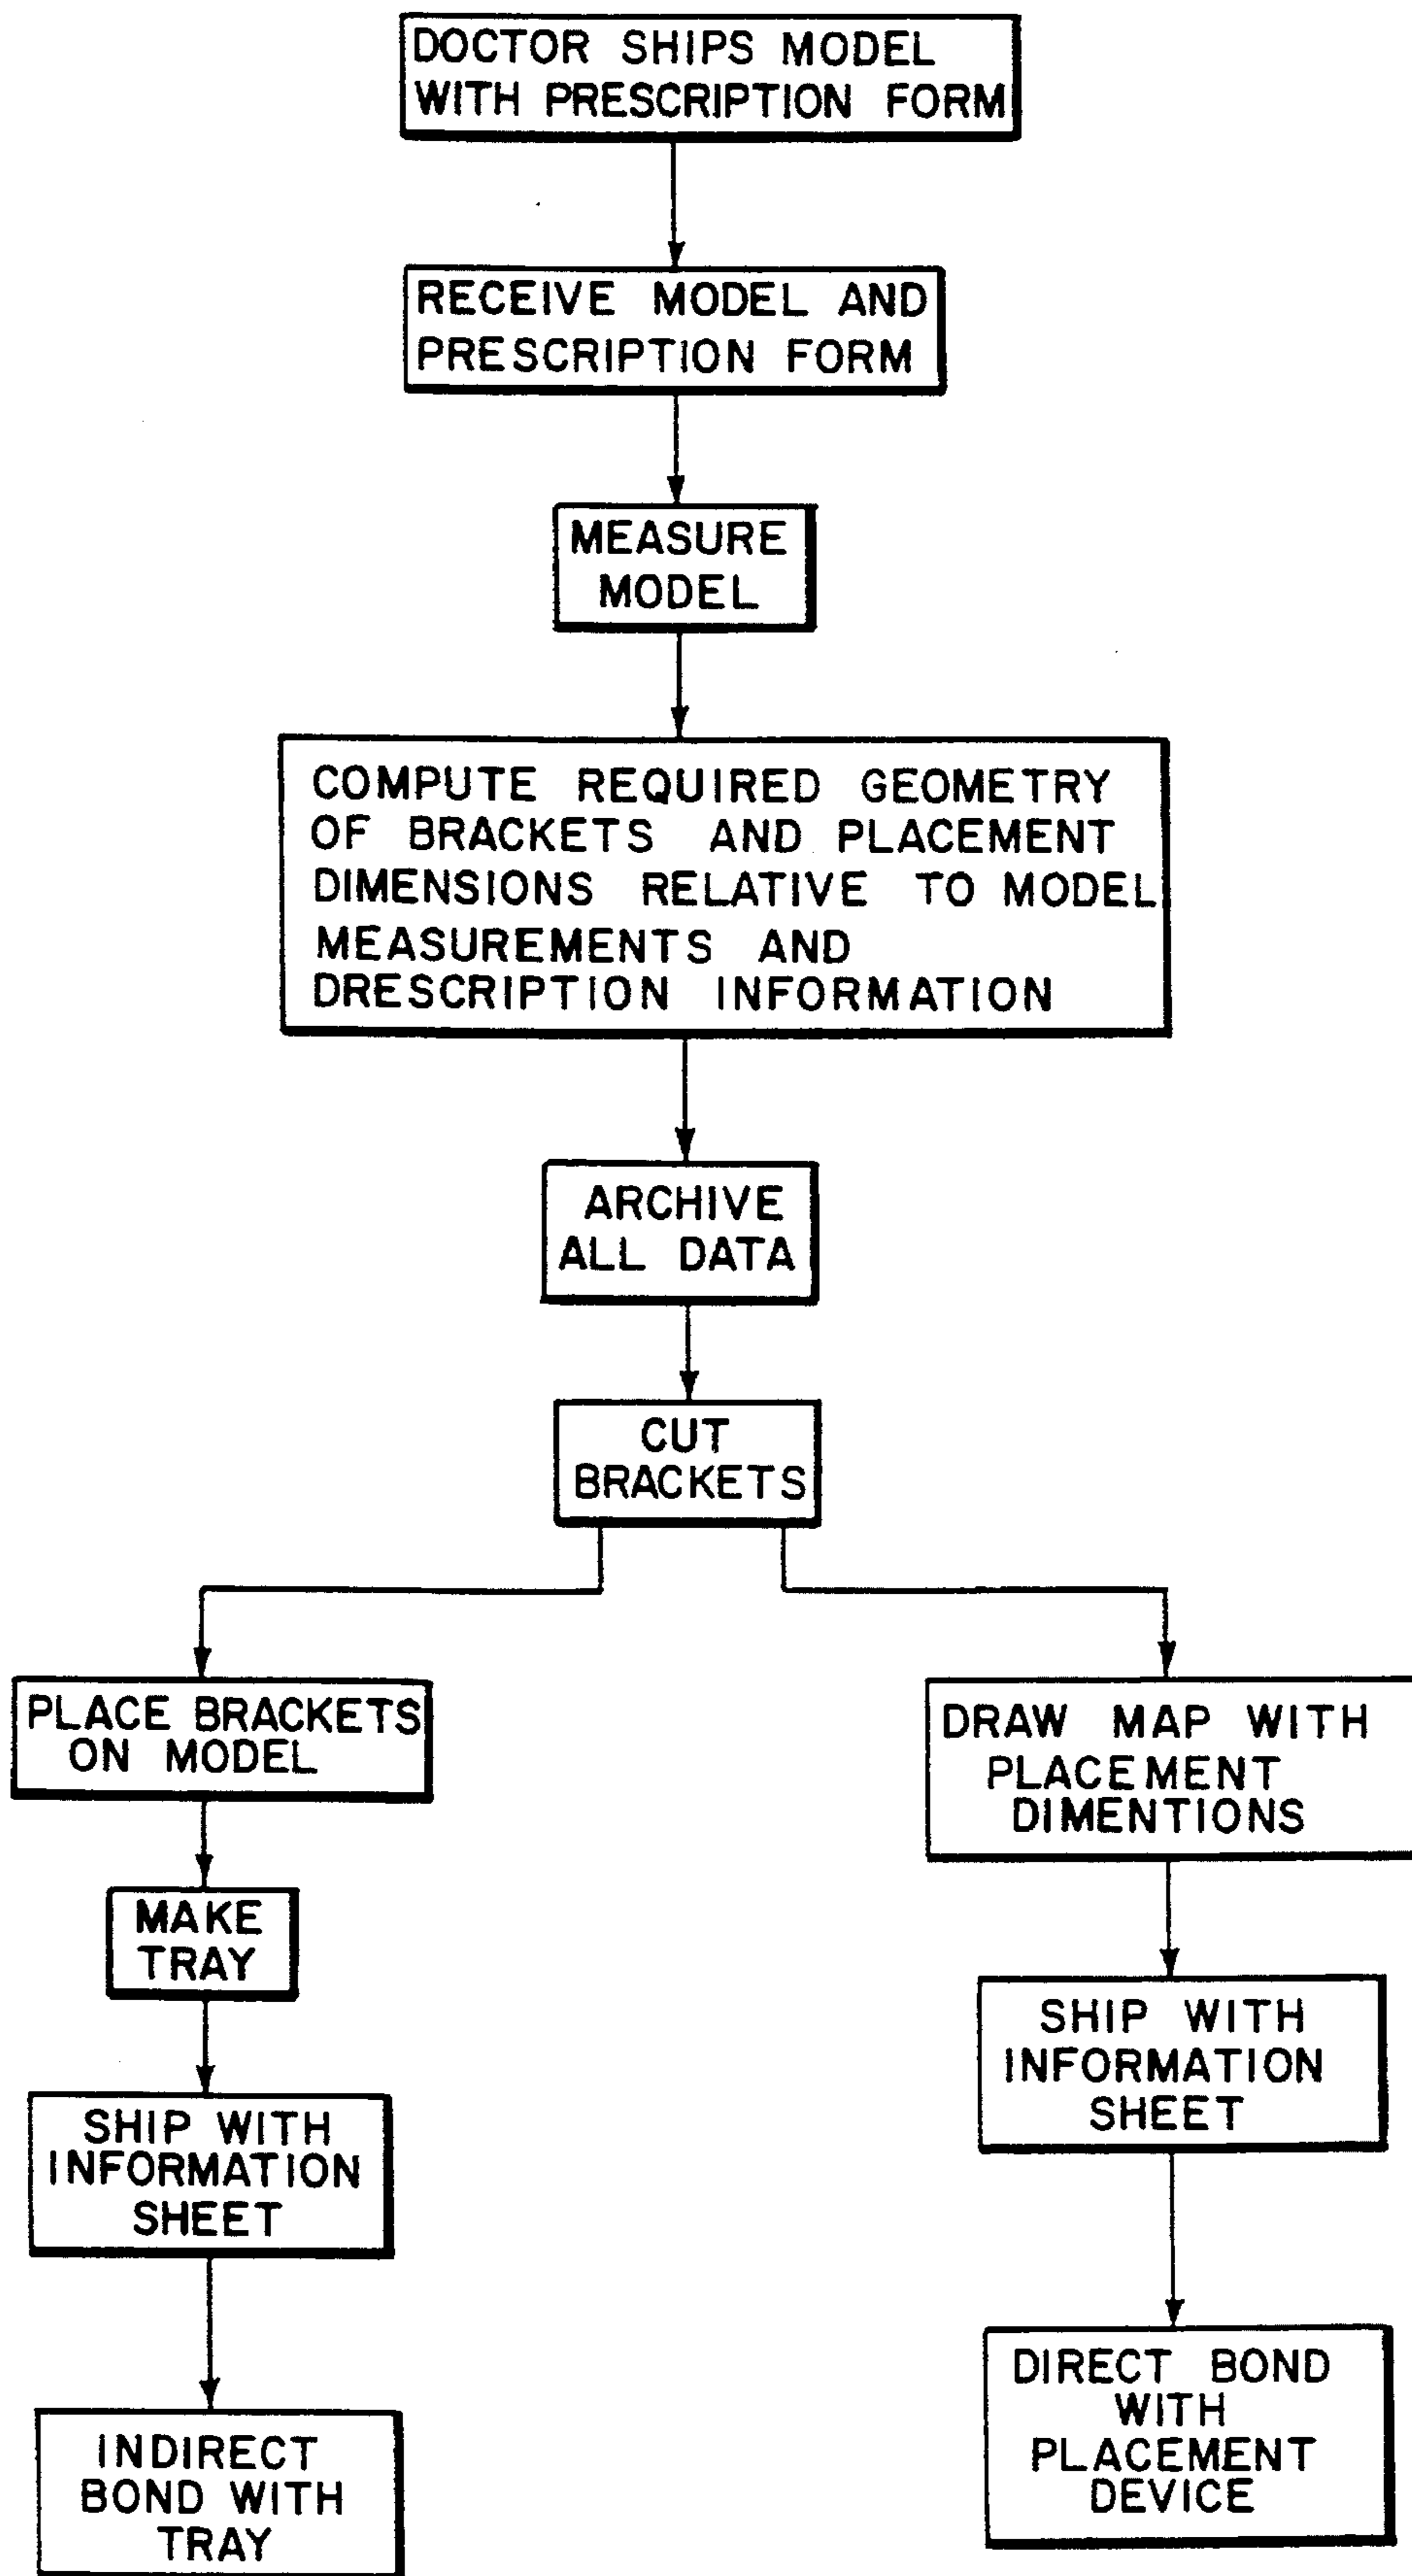 DOCTOR SHIPS MODEL
WITH PRESCRIPTION FORM
RECEIVE MODEL AND
PRESCRIPTION FORM
MEASURE
MODEL
COMPUTE REQUIRED GEOMETRY
OF BRACKETS AND PLACEMENT
DIMENSIONS RELATIVE TO MODEL
MEASUREMENTS AND
DRESCRIPTION INFORMATION
ARCHIVE
ALL DATA
CUT
BRACKETS
PLACE BRACKETS
ON MODEL
MAKE
TRAY
SHIP WITH
INFORMATION
SHEET
INDIRECT
BOND WITH
TRAY
DRAW MAP WITH
PLACEMENT
DIMENTIONS
SHIP WITH
INFORMATION
SHEET
DIRECT BOND
WITH
PLACEMENT
DEVICE